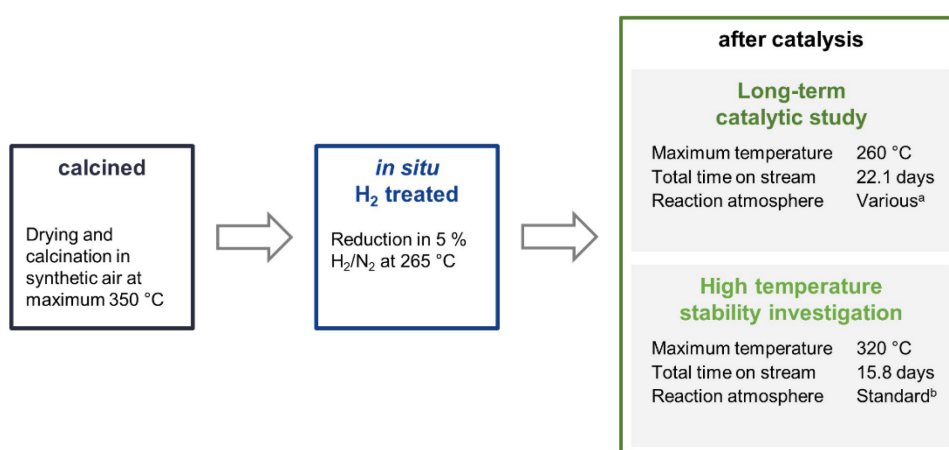 calcined
Drying and
calcination in
synthetic air at
maximum 350 °C
in situ
H₂ treated
Reduction in 5 %
H₂/N₂ at 265 °C
after catalysis
Long-term
catalytic study
Maximum temperature 260 °C
Total time on stream 22.1 days
Reaction atmosphere Variousᵃ
High temperature
stability investigation
Maximum temperature 320 °C
Total time on stream 15.8 days
Reaction atmosphere Standardᵇ